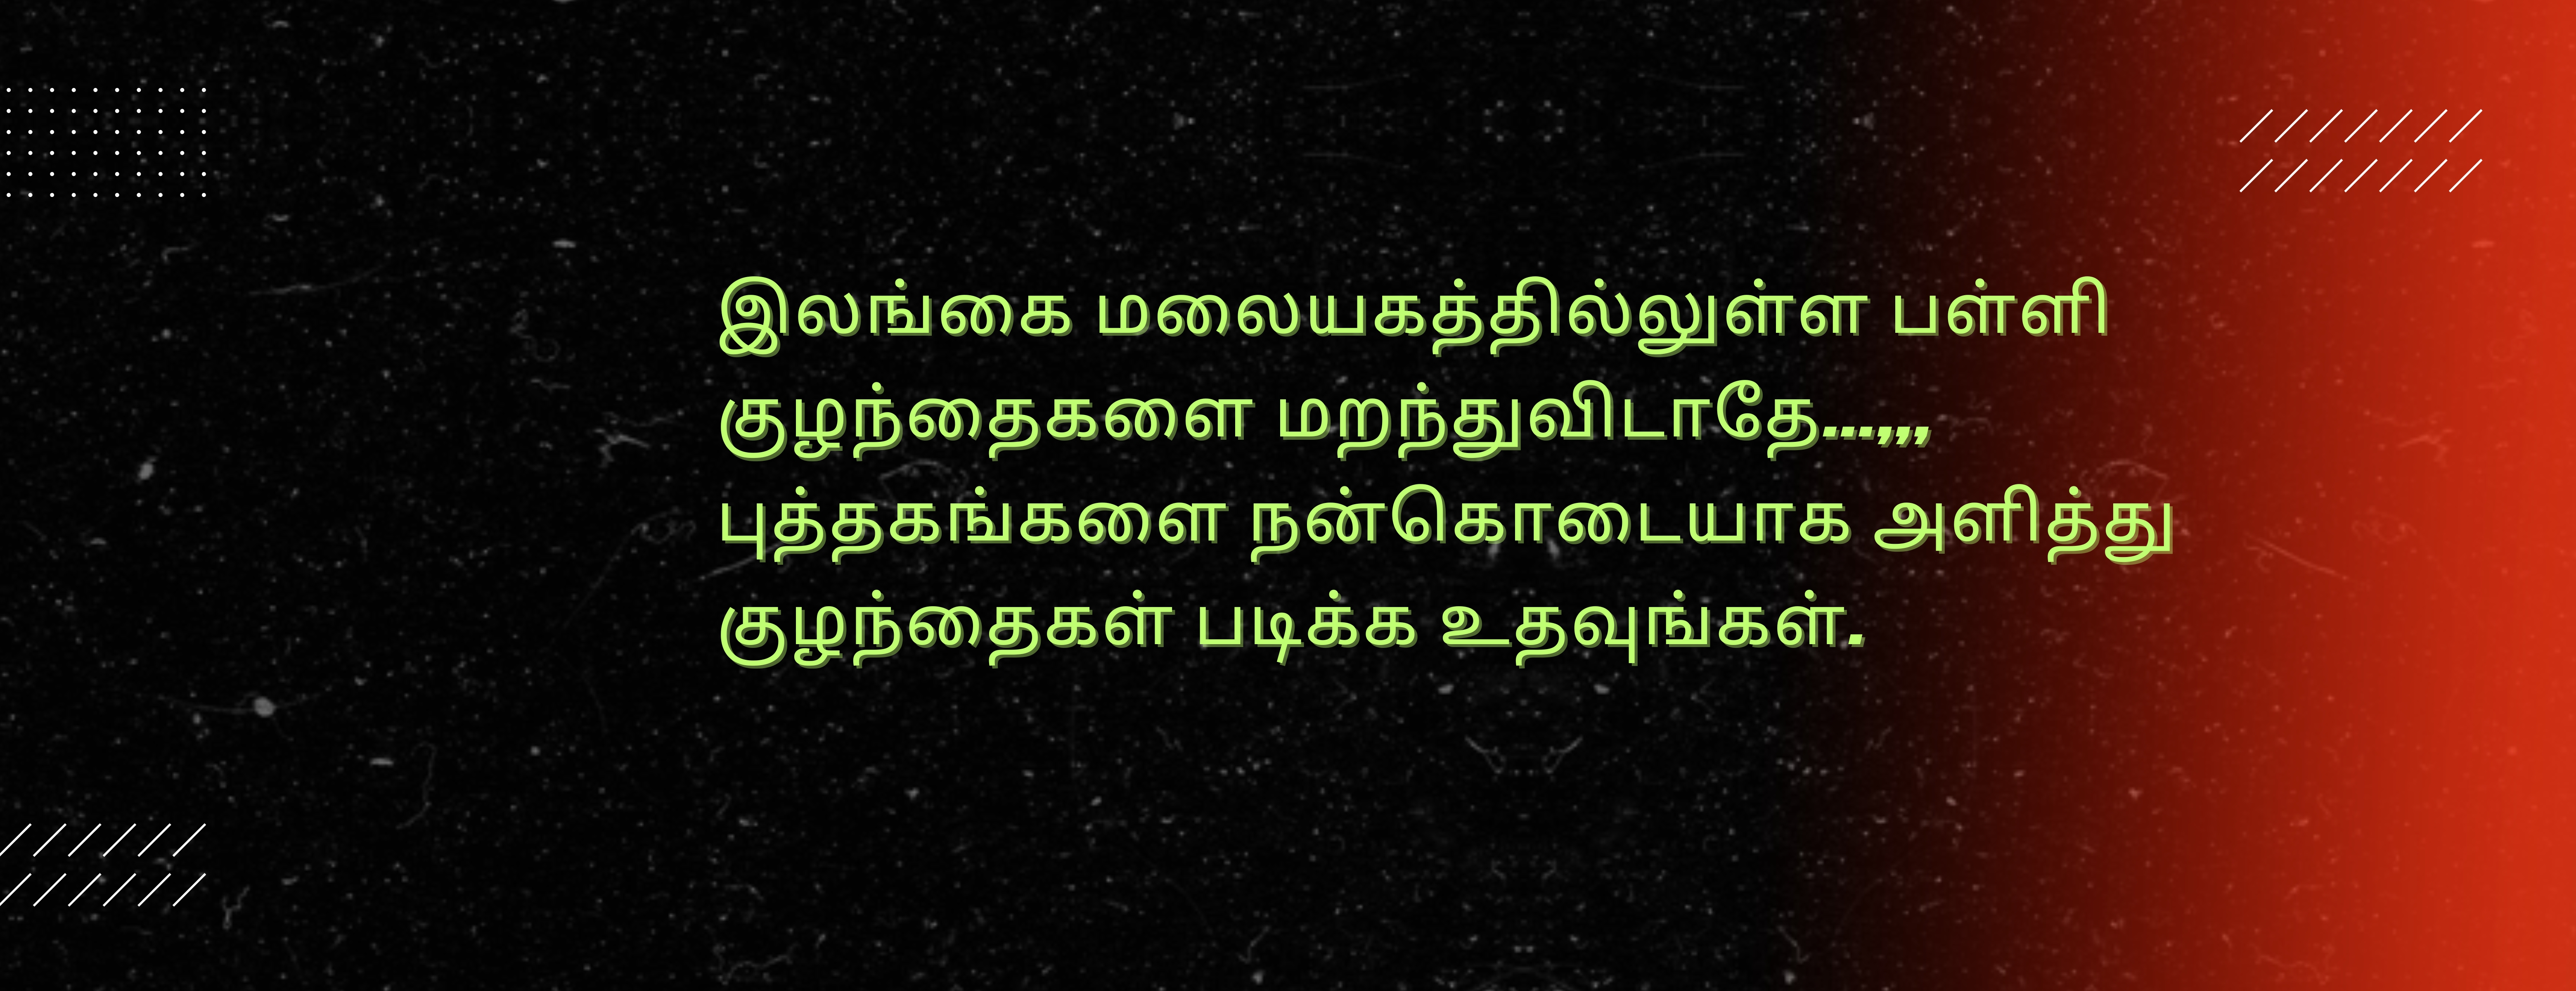 இலங்கை மலையகத்தில்லுள்ள பள்ளி
குழந்தைகளை மறந்துவிடாதே...,,,
புத்தகங்களை நன்கொடையாக அளித்து
குழந்தைகள் படிக்க உதவுங்கள்.